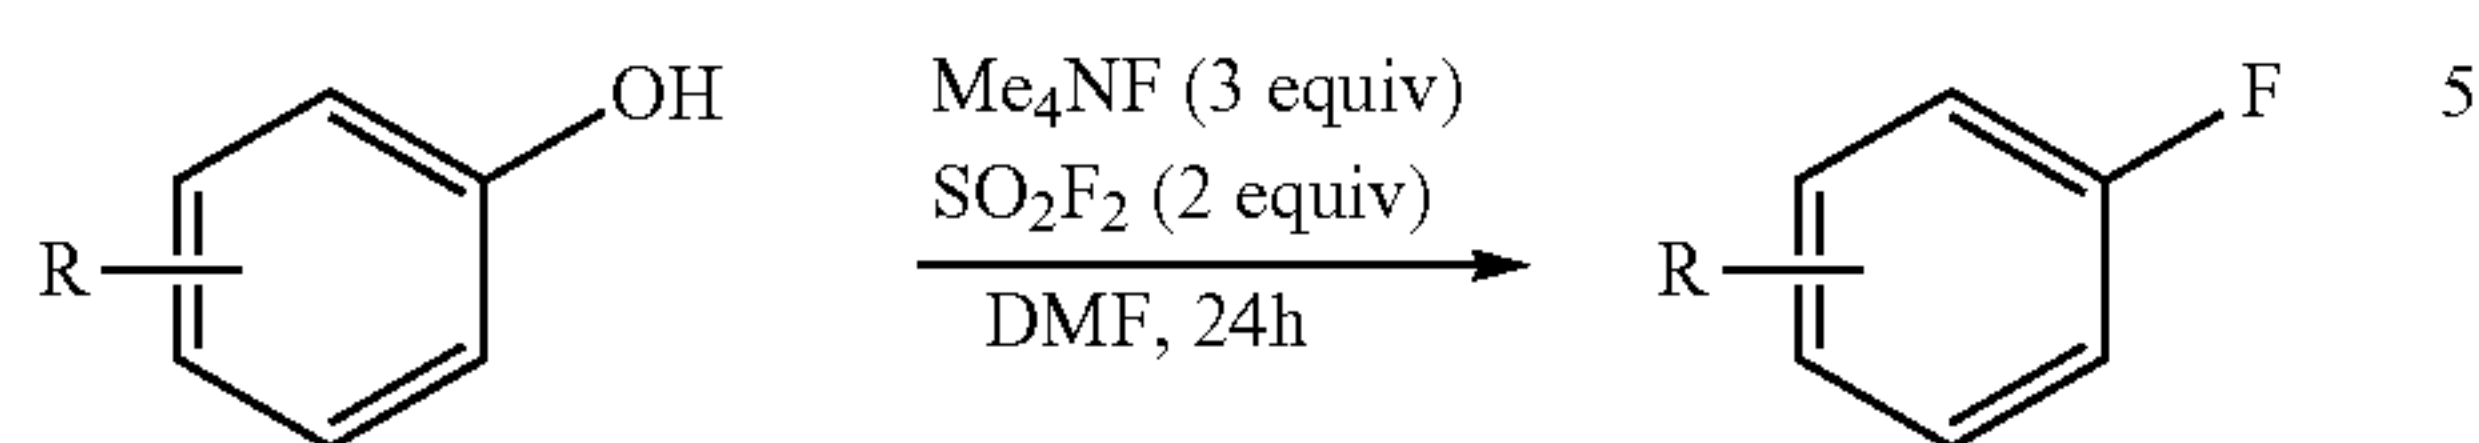 OH
Me4NF (3 equiv)
F
5
SO2F2 (2 equiv)
R
R
DMF, 24h